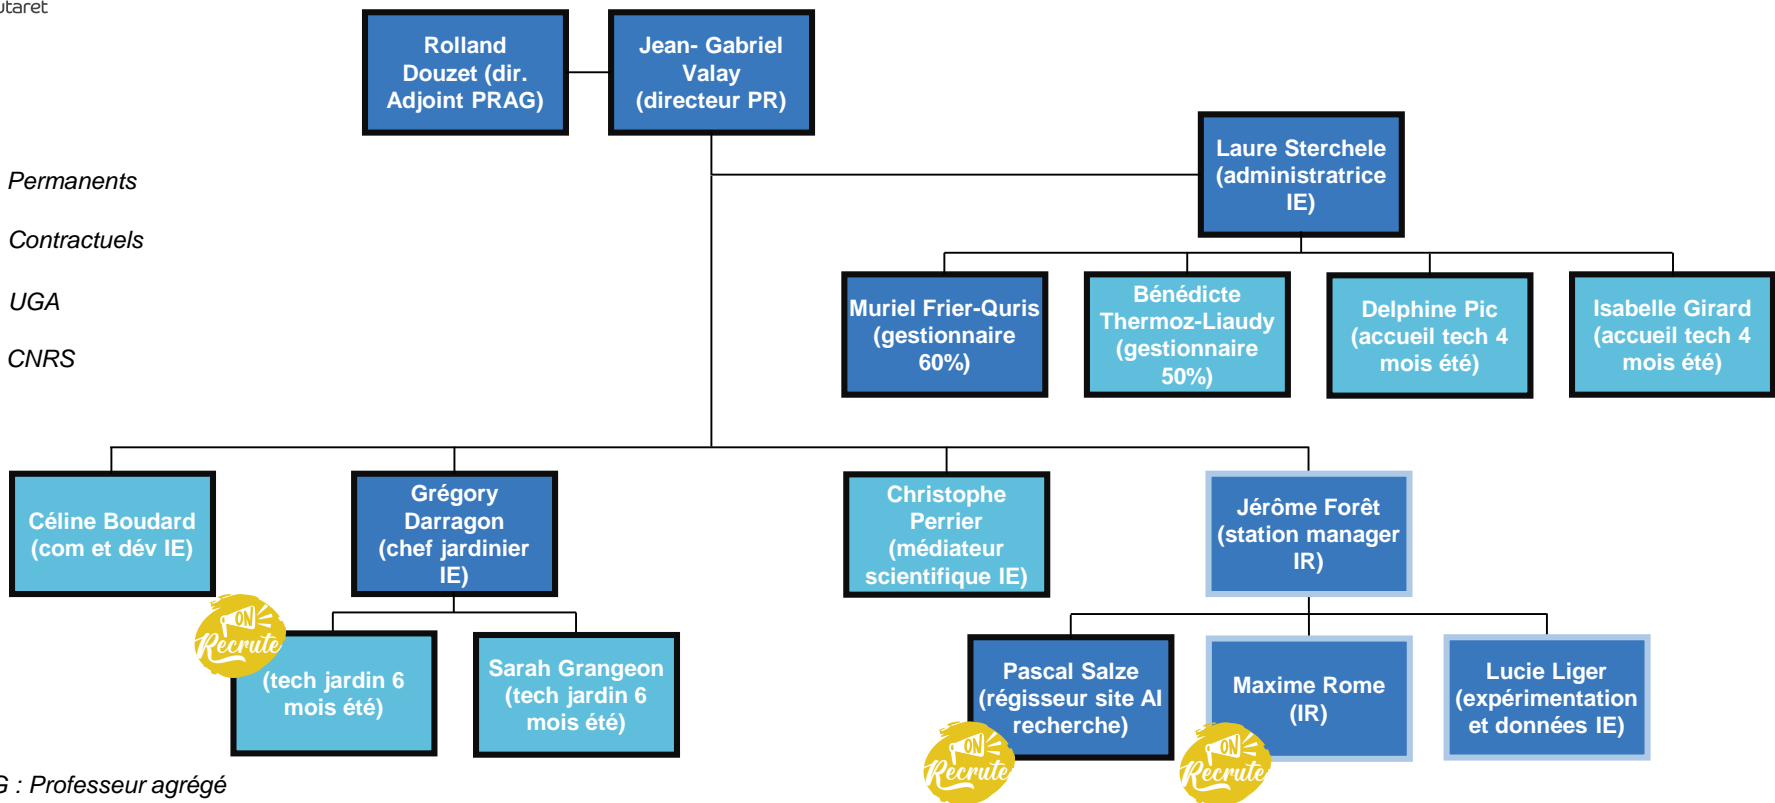 Rolland
Douzet (dir.
Adjoint PRAG)
Jean- Gabriel
Valay
(directeur PR)
Laure Sterchele
(administratrice
IE)
Permanents
Contractuels
UGA
CNRS
Muriel Frier-Quris
(gestionnaire
60%)
Bénédicte
Thermoz-Liaudy
(gestionnaire
50%)
Delphine Pic
(accueil tech 4
mois été)
Isabelle Girard
(accueil tech 4
mois été)
Céline Boudard
(com et dév IE)
Grégory
Darragon
(chef jardinier
IE)
Christophe
Perrier
(médiateur
scientifique IE)
Jérôme Forêt
(station manager
IR)
ON
Recrute
(tech jardin 6
mois été)
Sarah Grangeon
(tech jardin 6
mois été)
Pascal Salze
(régisseur site AI
recherche)
ON
Recrute
Maxime Rome
(IR)
ON
Recrute
Lucie Liger
(expérimentation
et données IE)
G : Professeur agrégé